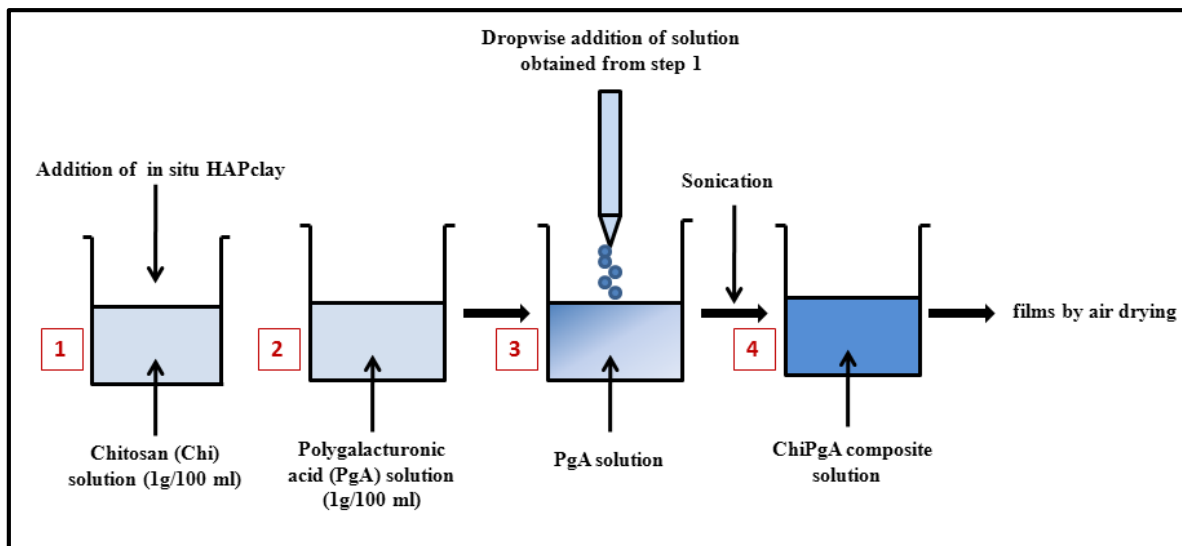 Dropwise addition of solution
obtained from step 1
Addition of in situ HAPclay
Sonication
films by air drying
1
2
3
4
Chitosan (Chi)
solution (1g/100 ml)
Polygalacturonic
acid (PgA) solution
(1g/100 ml)
PgA solution
ChiPgA composite
solution